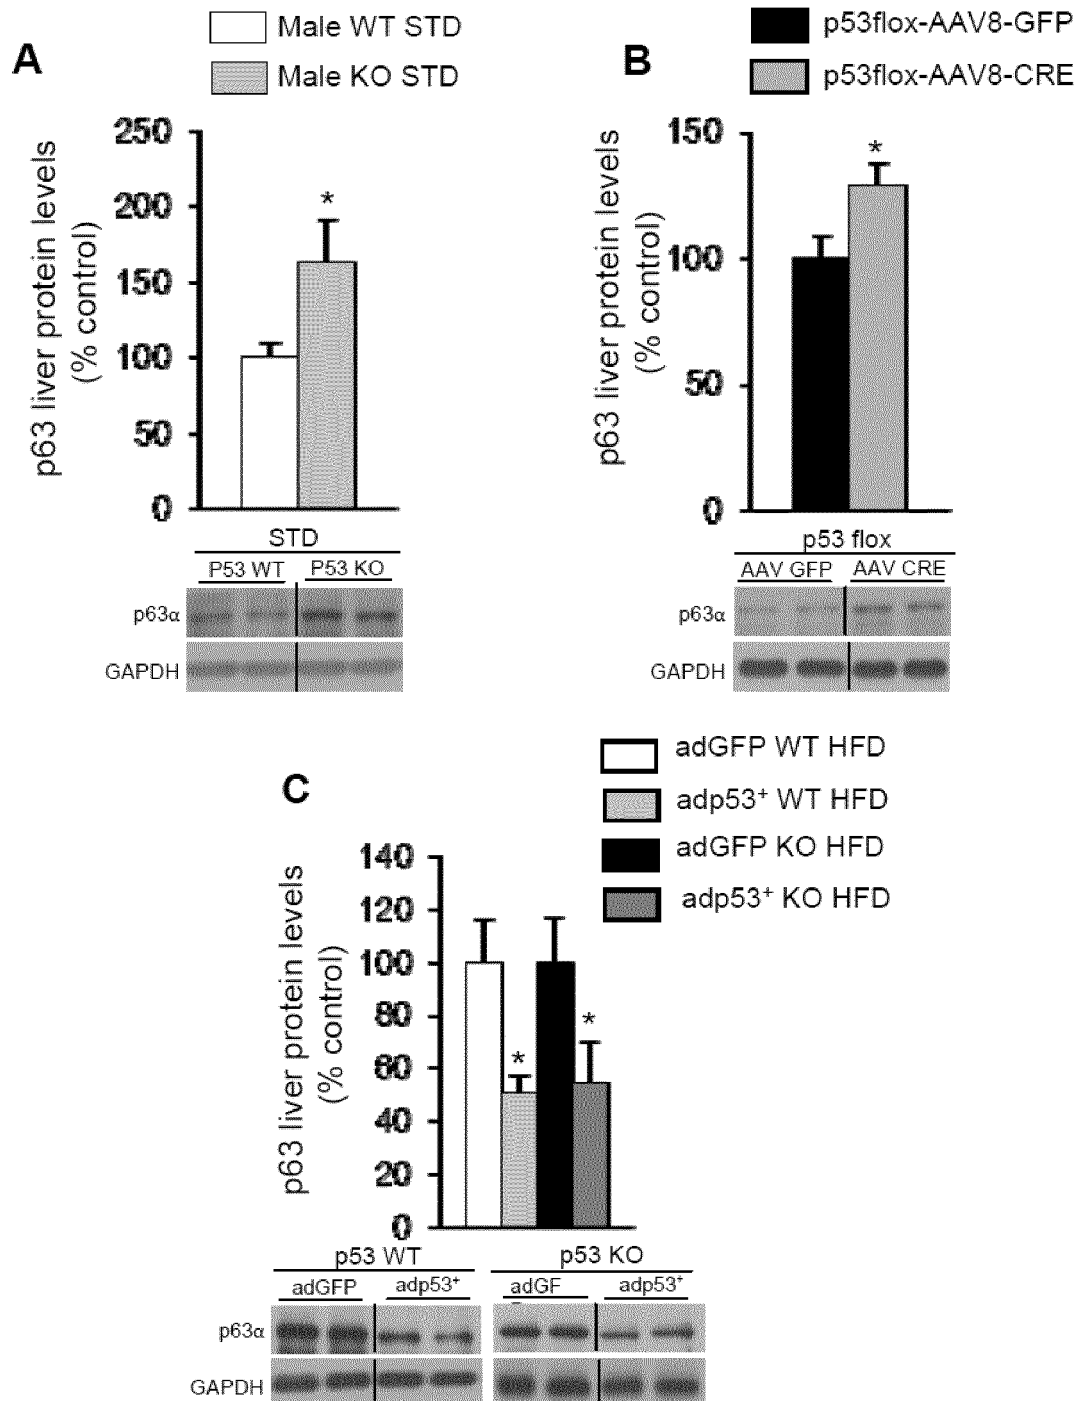 A
Male WT STD
Male KO STD
p63 liver protein levels
(% control)
250
200
150
100
50
0
*
STD
P53 WT
P53 KO
p63α
GAPDH
B
p53flox-AAV8-GFP
p53flox-AAV8-CRE
p63 liver protein levels
(% control)
150
100
50
0
*
p53 flox
AAV GFP
AAV CRE
p63α
GAPDH
C
adGFP WT HFD
adp53⁺ WT HFD
adGFP KO HFD
adp53⁺ KO HFD
p63 liver protein levels
(% control)
140
120
100
80
60
40
20
0
*
*
p53 WT
p53 KO
adGFP
adp53⁺
adGF
adp53⁺
p63α
GAPDH